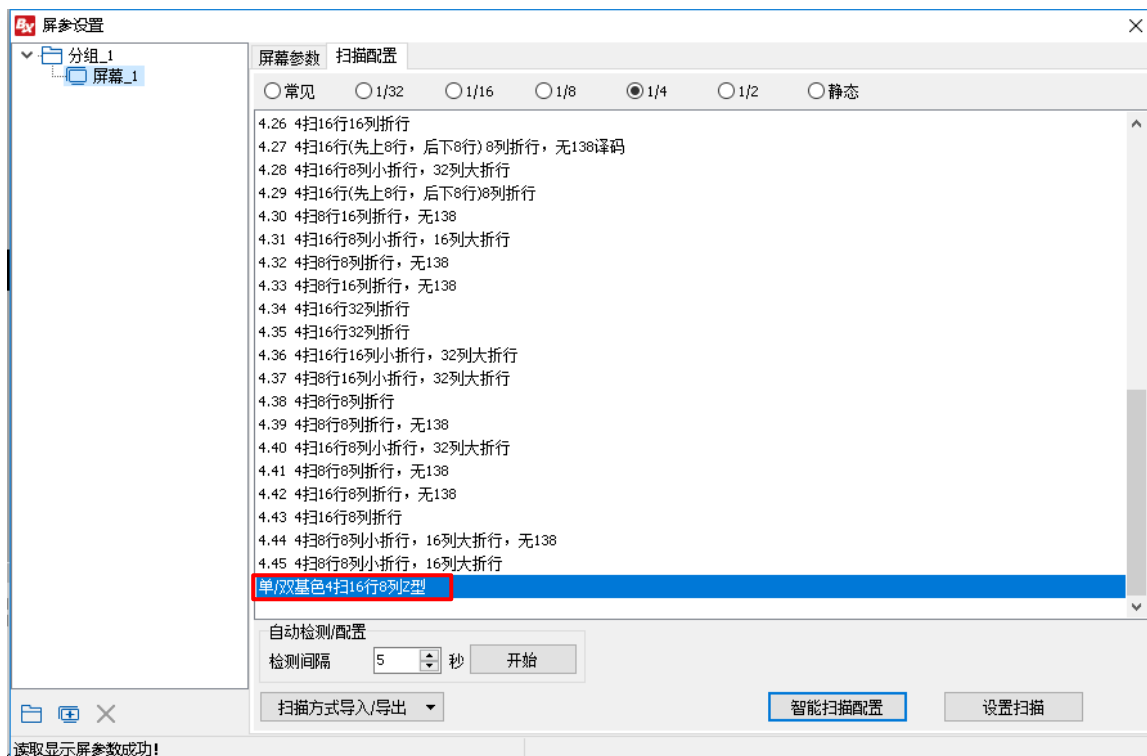 BX 屏参设置
分组_1
屏幕_1
屏幕参数 扫描配置
常见 1/32 1/16 1/8 1/4 1/2 静态
4.26 4扫16行16列折行
4.27 4扫16行(先上8行，后下8行) 8列折行，无138译码
4.28 4扫16行8列小折行，32列大折行
4.29 4扫16行(先上8行，后下8行)8列折行
4.30 4扫8行16列折行，无138
4.31 4扫16行8列小折行，16列大折行
4.32 4扫8行8列折行，无138
4.33 4扫8行16列折行，无138
4.34 4扫16行32列折行
4.35 4扫16行32列折行
4.36 4扫16行16列小折行，32列大折行
4.37 4扫8行16列小折行，32列大折行
4.38 4扫8行8列折行
4.39 4扫8行8列折行，无138
4.40 4扫16行8列小折行，32列大折行
4.41 4扫8行8列折行，无138
4.42 4扫16行8列折行，无138
4.43 4扫16行8列折行
4.44 4扫8行8列小折行，16列大折行，无138
4.45 4扫8行8列小折行，16列大折行
单/双基色4扫16行8列Z型
自动检测/配置
检测间隔 5 秒 开始
扫描方式导入/导出 智能扫描配置 设置扫描
读取显示屏参数成功!